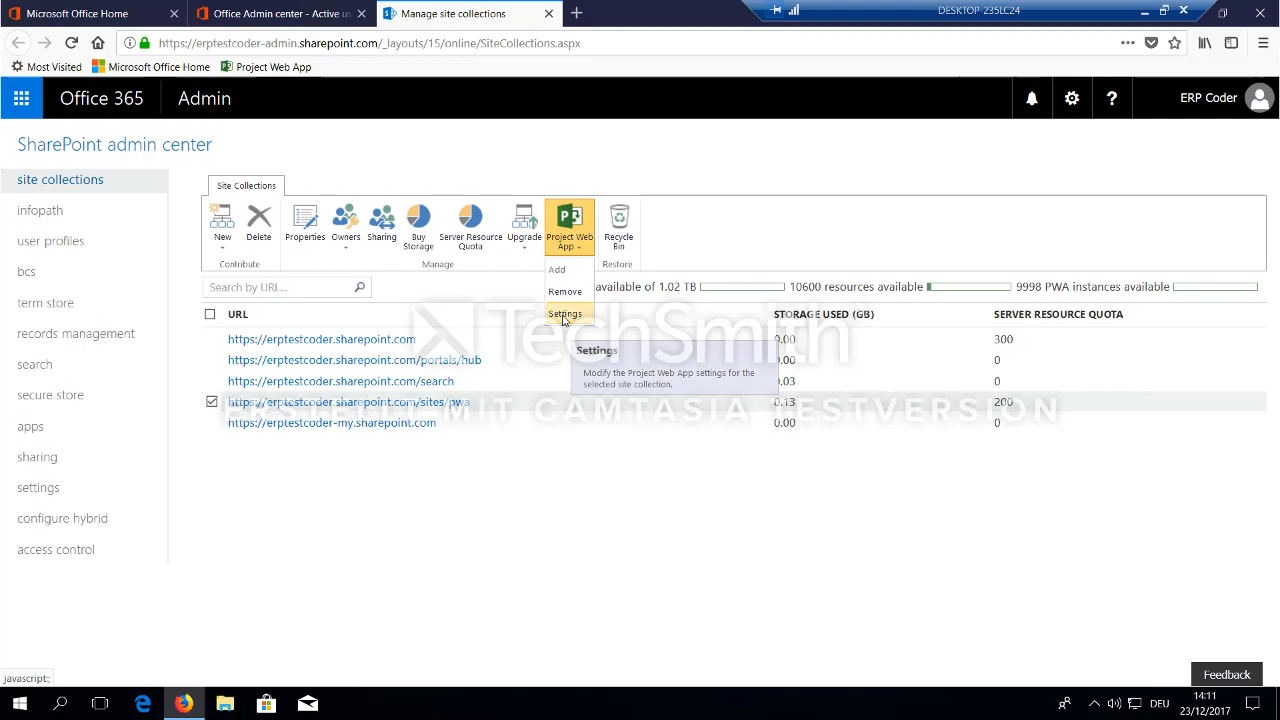 Microsoft Office Home
Office Admin center - Active us
Manage site collections
DESKTOP-235LC24
https://erptestcoder-admin.sharepoint.com/_layouts/15/online/SiteCollections.aspx
Most Visited
Microsoft Office Home
Project Web App
Office 365
Admin
ERP Coder
SharePoint admin center
site collections
infopath
user profiles
bcs
term store
records management
search
secure store
apps
sharing
settings
configure hybrid
access control
Site Collections
New
Delete
Properties
Owners
Sharing
Buy Storage
Server Resource Quota
Upgrade
Project Web App
Recycle Bin
Contribute
Manage
Restore
Add
Remove
Settings
Search by URL...
available of 1.02 TB
10600 resources available
9998 PWA instances available
URL
STORAGE USED (GB)
SERVER RESOURCE QUOTA
https://erptestcoder.sharepoint.com
0.00
300
https://erptestcoder.sharepoint.com/portals/hub
0.00
0
https://erptestcoder.sharepoint.com/search
0.03
0
https://erptestcoder.sharepoint.com/sites/pwa
0.13
200
https://erptestcoder-my.sharepoint.com
0.00
0
Settings
Modify the Project Web App settings for the
selected site collection.
TechSmith
ERSTELLT MIT CAMTASIA TESTVERSION
javascript:;
Feedback
DEU
14:11
23/12/2017